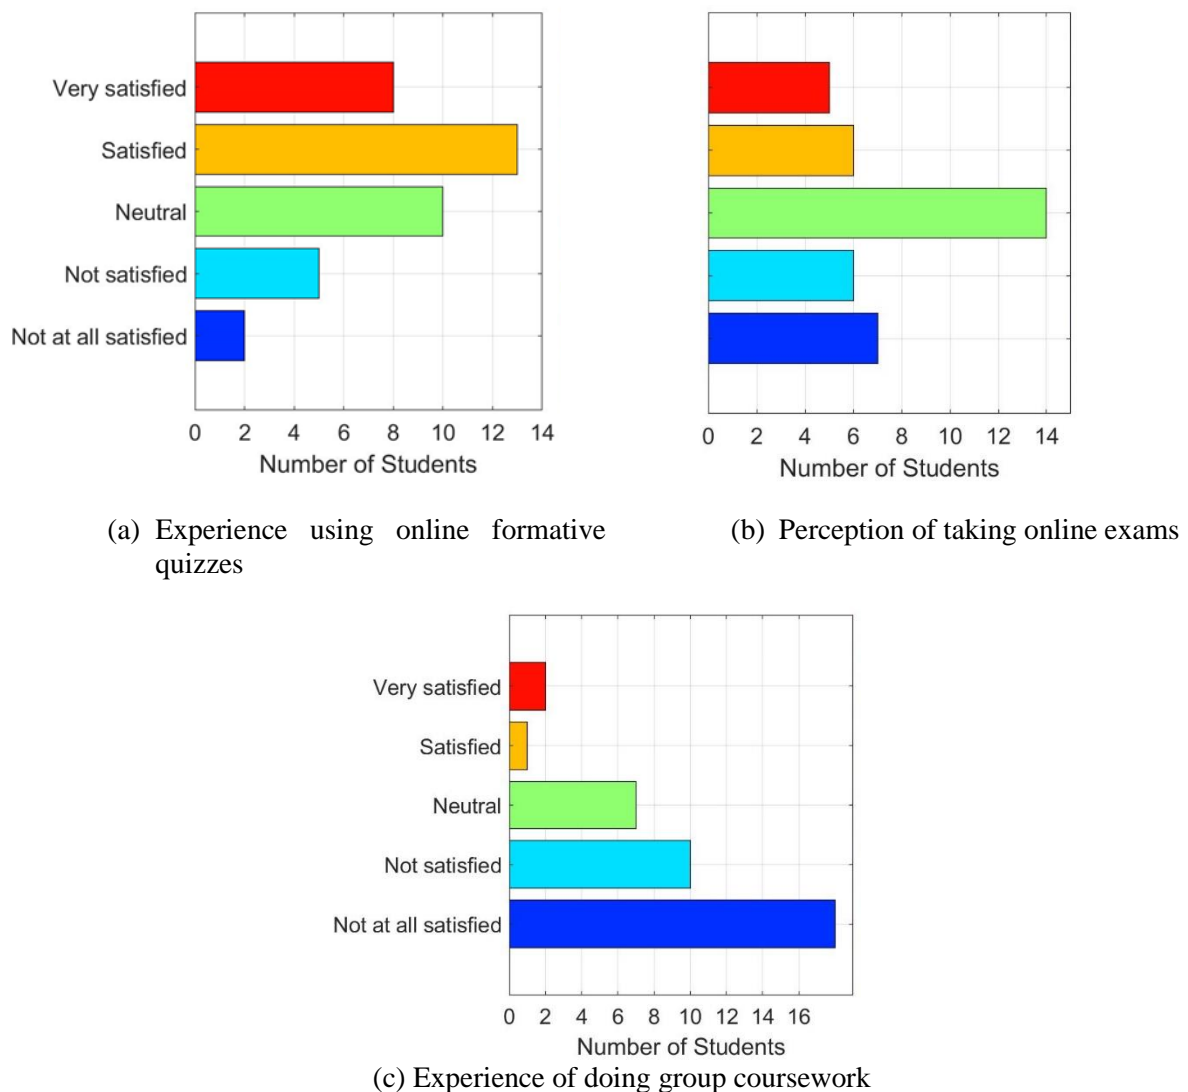 Very satisfied
Satisfied
Neutral
Not satisfied
Not at all satisfied
0 2 4 6 8 10 12 14
Number of Students
0 2 4 6 8 10 12 14
Number of Students
(a) Experience using online formative
quizzes
(b) Perception of taking online exams
Very satisfied
Satisfied
Neutral
Not satisfied
Not at all satisfied
0 2 4 6 8 10 12 14 16
Number of Students
(c) Experience of doing group coursework